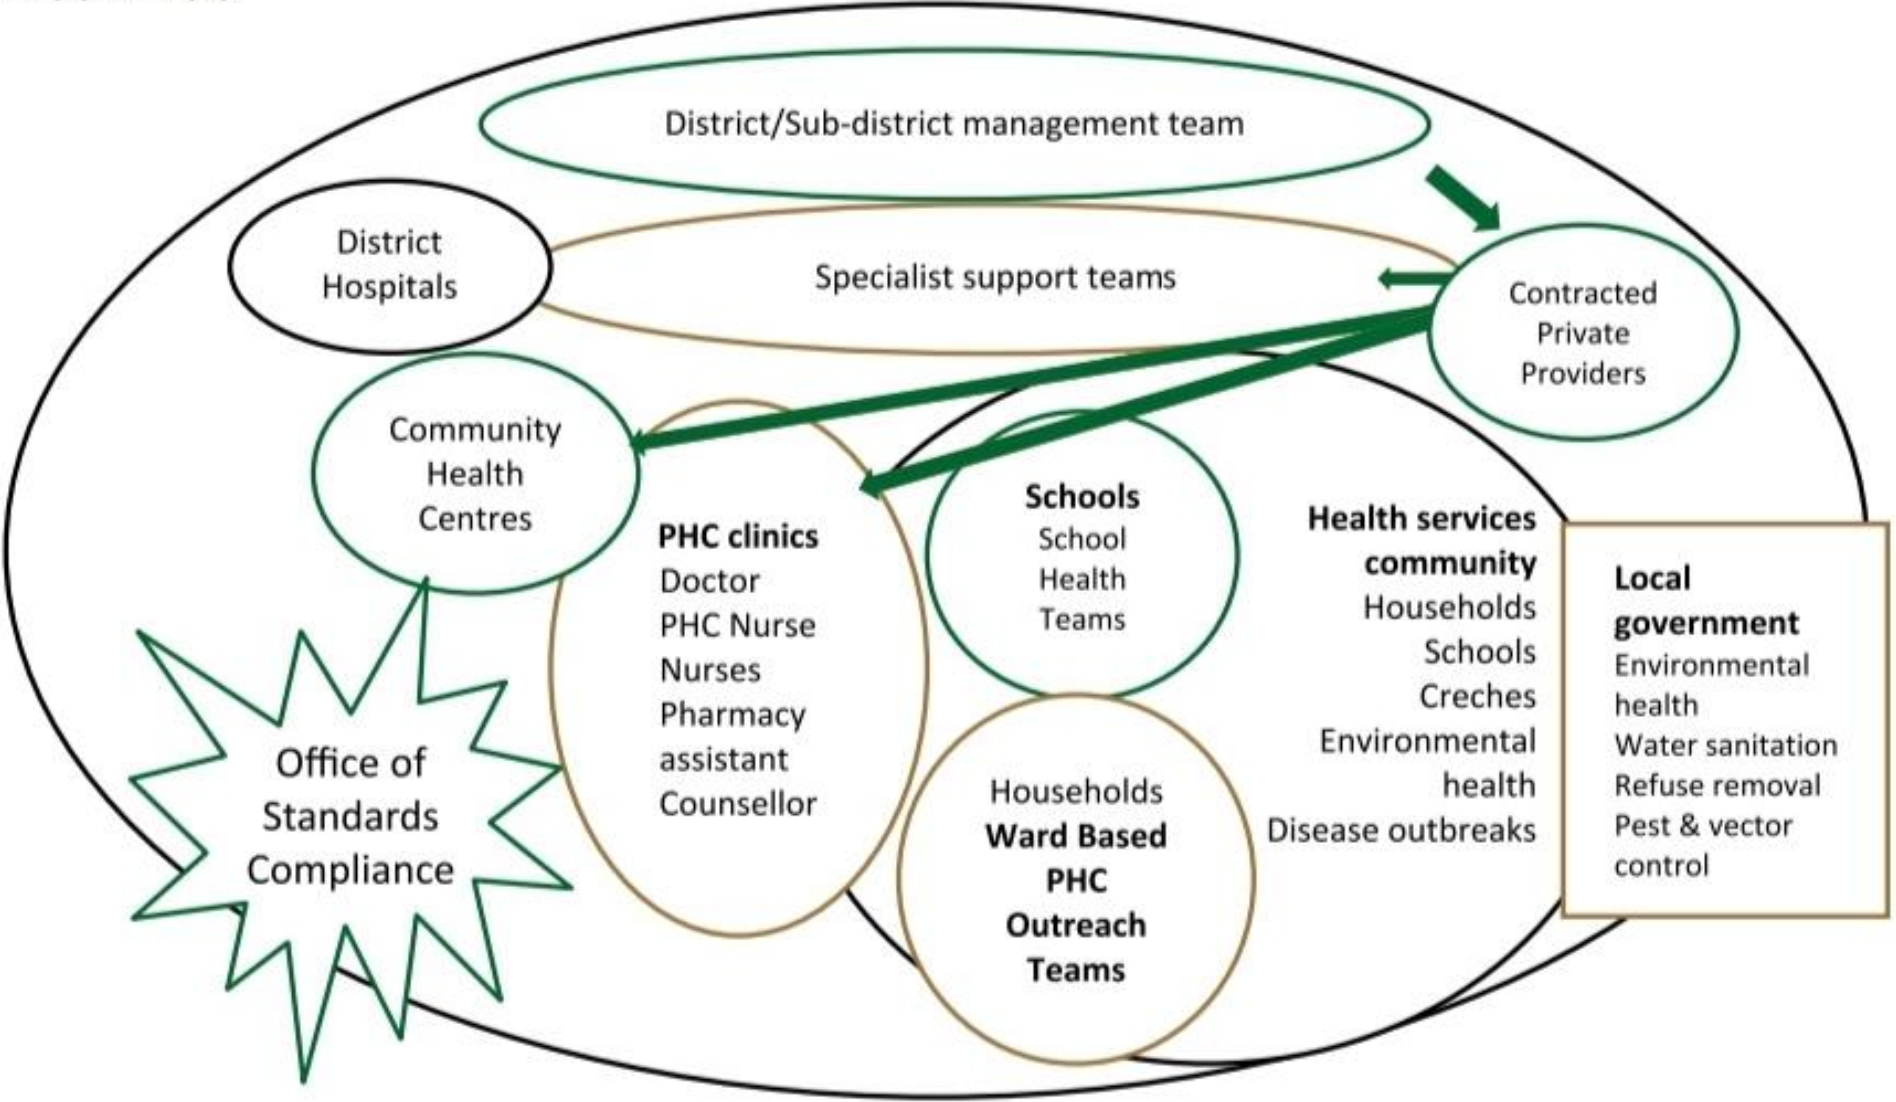 District/Sub-district management team
District
Hospitals
Specialist support teams
Contracted
Private
Providers
Community
Health
Centres
PHC clinics
Doctor
PHC Nurse
Nurses
Pharmacy
assistant
Counsellor
Schools
School
Health
Teams
Health services
community
Households
Schools
Creches
Environmental
health
Disease outbreaks
Local
government
Environmental
health
Water sanitation
Refuse removal
Pest & vector
control
Office of
Standards
Compliance
Households
Ward Based
PHC
Outreach
Teams